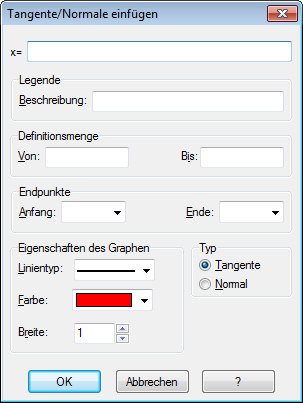 Tangente/Normale einfügen
x=
Legende
Beschreibung:
Definitionsmenge
Von: Bis:
Endpunkte
Anfang: Ende:
Eigenschaften des Graphen Typ
Linientyp: Tangente
Farbe: Normal
Breite: 1
OK Abbrechen ?